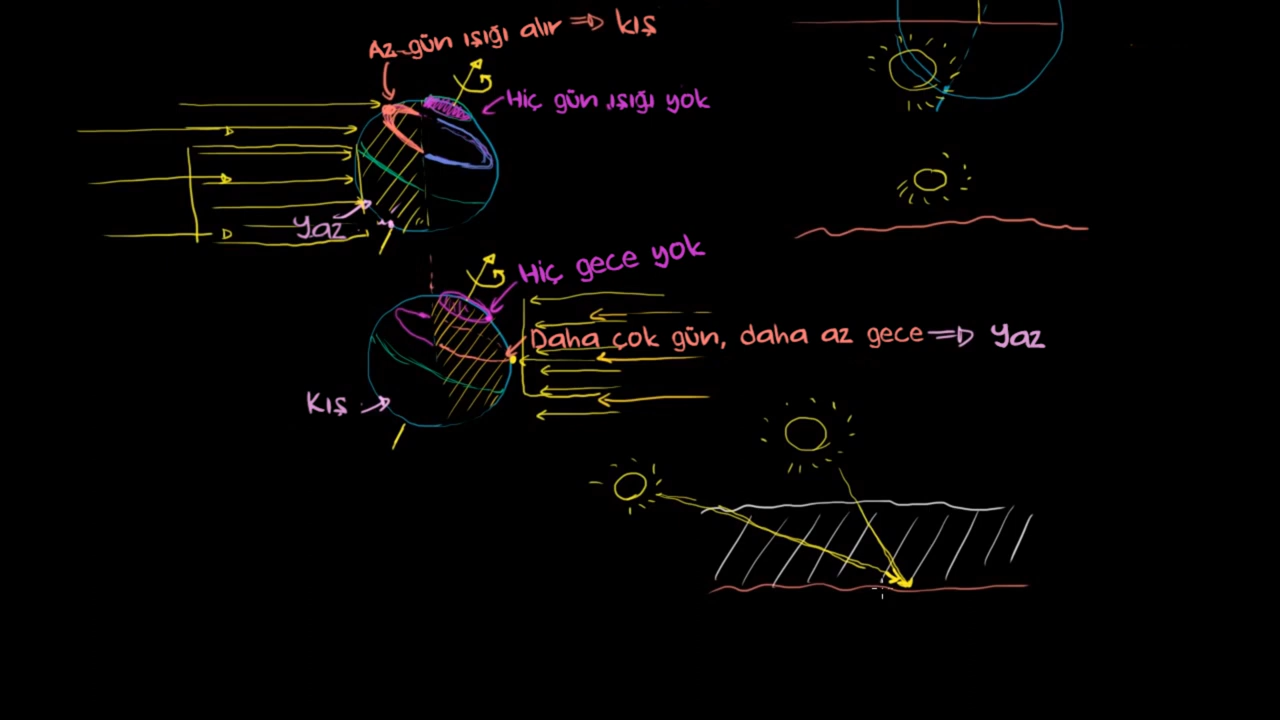 Az gün ışığı alır ⇒ kış
Hiç gün ışığı yok
Yaz
Hiç gece yok
Daha çok gün, daha az gece ⇒ Yaz
Kış